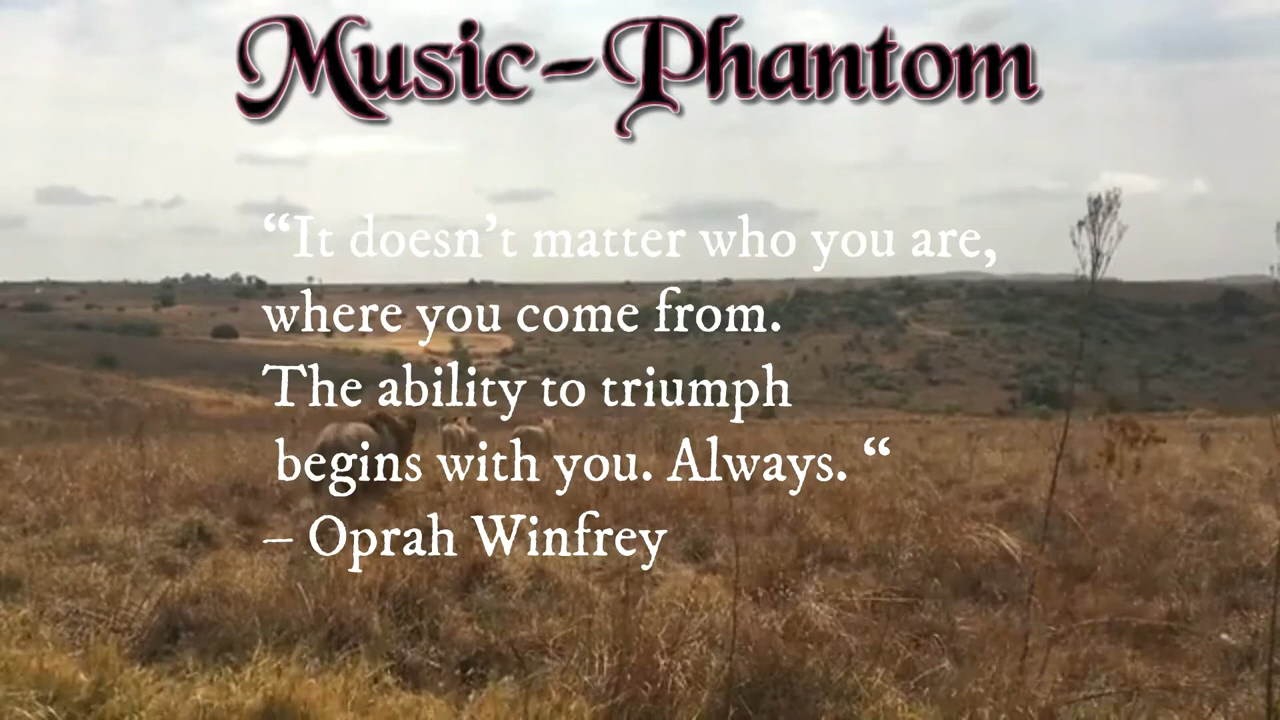 Music-Phantom
“It doesn’t matter who you are,
where you come from.
The ability to triumph
begins with you. Always. “
– Oprah Winfrey